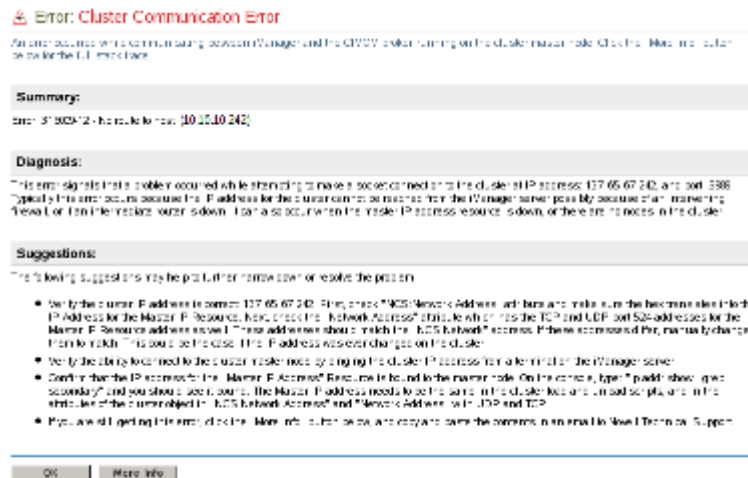 Error: Cluster Communication Error
An error occurred while communicating between iManager and the CIMOM broker running on the cluster master node. Click the More Info button
below for the full stack trace.
Summary:
Error - No route to host (10.10.10.242)
Diagnosis:
This error signals that a problem occurred while attempting to make a socket connection to the cluster at IP address: 137.65.67.242, and port
Typically this error occurs because the IP address for the cluster cannot be reached from the iManager server possibly because of an intervening
firewall, or if an intermediate router is down. It can also occur when the master IP address resource is down, or there are no nodes in the cluster
Suggestions:
The following suggestions may help to further narrow down or resolve the problem
Verify the cluster IP address is correct: 137.65.67.242. First, check "NCS:Network Address attribute and make sure the hex translates into th
IP Address for the Master IP Resource. Next, check the "Network Address" attribute which has the TCP and UDP port 524 addresses for the
Master IP Resource address as well. These addresses should match the "NCS Network" address. If these addresses differ, manually change
them to match. This could be the case if the IP address was ever changed on the cluster
Verify the ability to connect to the cluster master node by pinging the cluster IP address from a terminal on the iManager server
Confirm that the IP address for the "Master IP Address" Resource is bound to the master node. On the console, type: " addr show grep
secondary" and you should see it bound. The Master IP address needs to be the same in the cluster load and unload scripts, and in the
attributes of the cluster object in "NCS Network Address" and "Network Address" with UDP and TCP
If you are still getting this error, click the More Info button below, and copy and paste the contents in an email to Novell Technical Support
OK More Info